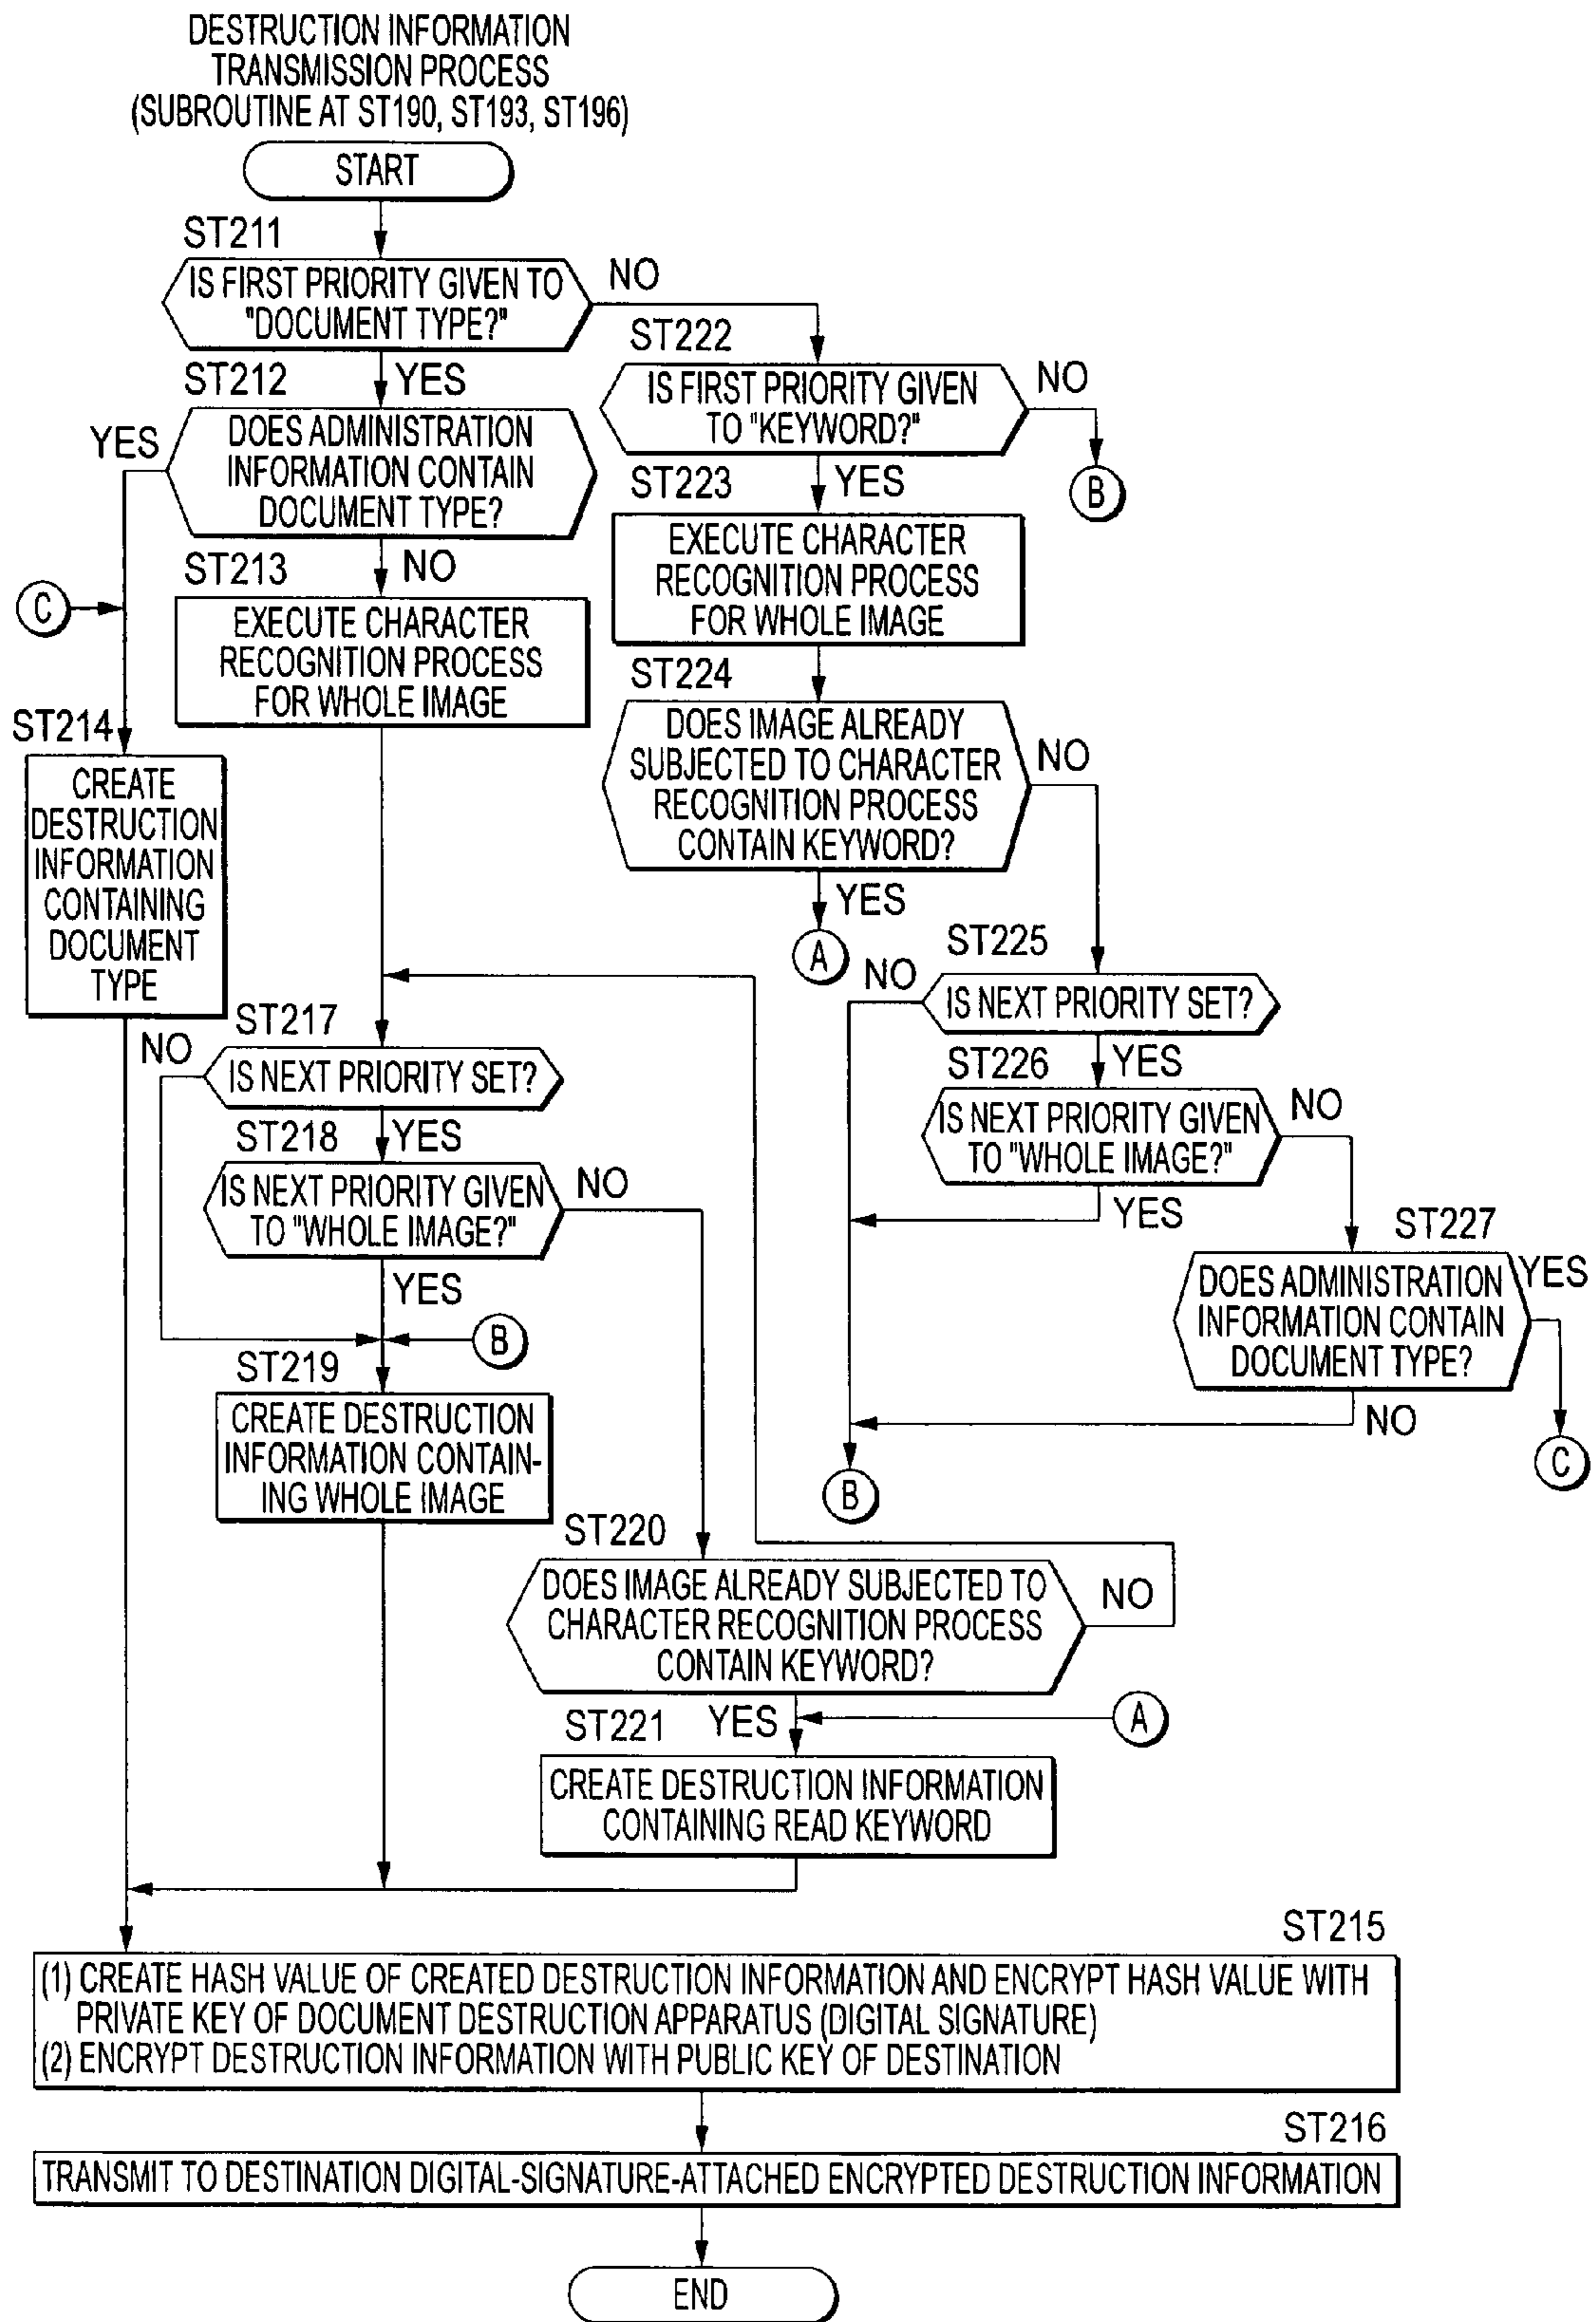 DESTRUCTION INFORMATION
TRANSMISSION PROCESS
(SUBROUTINE AT ST190, ST193, ST196)
START
ST211
IS FIRST PRIORITY GIVEN TO
"DOCUMENT TYPE?"
NO
YES
ST212
DOES ADMINISTRATION
INFORMATION CONTAIN
DOCUMENT TYPE?
YES
NO
C
ST213
EXECUTE CHARACTER
RECOGNITION PROCESS
FOR WHOLE IMAGE
ST214
CREATE
DESTRUCTION
INFORMATION
CONTAINING
DOCUMENT
TYPE
ST222
IS FIRST PRIORITY GIVEN
TO "KEYWORD?"
NO
B
YES
ST223
EXECUTE CHARACTER
RECOGNITION PROCESS
FOR WHOLE IMAGE
ST224
DOES IMAGE ALREADY
SUBJECTED TO CHARACTER
RECOGNITION PROCESS
CONTAIN KEYWORD?
NO
YES
A
ST225
IS NEXT PRIORITY SET?
NO
YES
ST226
IS NEXT PRIORITY GIVEN
TO "WHOLE IMAGE?"
NO
YES
ST227
DOES ADMINISTRATION
INFORMATION CONTAIN
DOCUMENT TYPE?
YES
NO
C
B
ST217
IS NEXT PRIORITY SET?
NO
YES
ST218
IS NEXT PRIORITY GIVEN
TO "WHOLE IMAGE?"
NO
YES
B
ST219
CREATE DESTRUCTION
INFORMATION CONTAIN-
ING WHOLE IMAGE
ST220
DOES IMAGE ALREADY SUBJECTED TO
CHARACTER RECOGNITION PROCESS
CONTAIN KEYWORD?
NO
YES
A
ST221
CREATE DESTRUCTION INFORMATION
CONTAINING READ KEYWORD
ST215
(1) CREATE HASH VALUE OF CREATED DESTRUCTION INFORMATION AND ENCRYPT HASH VALUE WITH
PRIVATE KEY OF DOCUMENT DESTRUCTION APPARATUS (DIGITAL SIGNATURE)
(2) ENCRYPT DESTRUCTION INFORMATION WITH PUBLIC KEY OF DESTINATION
ST216
TRANSMIT TO DESTINATION DIGITAL-SIGNATURE-ATTACHED ENCRYPTED DESTRUCTION INFORMATION
END